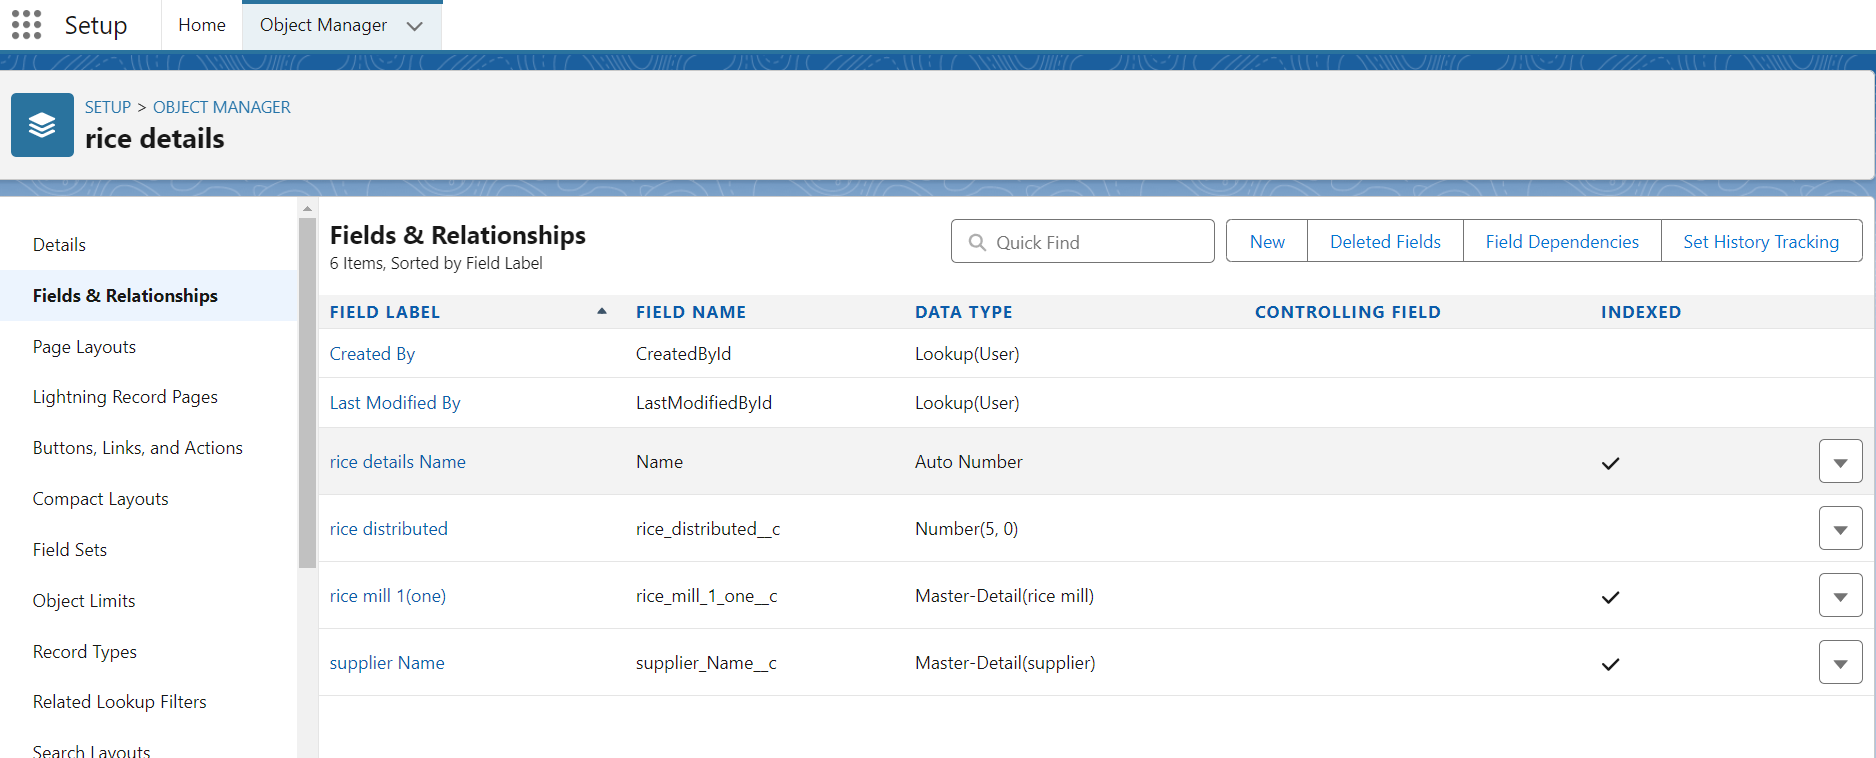 Setup Home Object Manager
SETUP > OBJECT MANAGER
rice details
Details
Fields & Relationships
Page Layouts
Lightning Record Pages
Buttons, Links, and Actions
Compact Layouts
Field Sets
Object Limits
Record Types
Related Lookup Filters
Search Layouts
Fields & Relationships
6 Items, Sorted by Field Label
Quick Find New Deleted Fields Field Dependencies Set History Tracking
FIELD LABEL FIELD NAME DATA TYPE CONTROLLING FIELD INDEXED
Created By CreatedById Lookup(User)
Last Modified By LastModifiedById Lookup(User)
rice details Name Name Auto Number
rice distributed rice_distributed__c Number(5, 0)
rice mill 1(one) rice_mill_1_one__c Master-Detail(rice mill)
supplier Name supplier_Name__c Master-Detail(supplier)